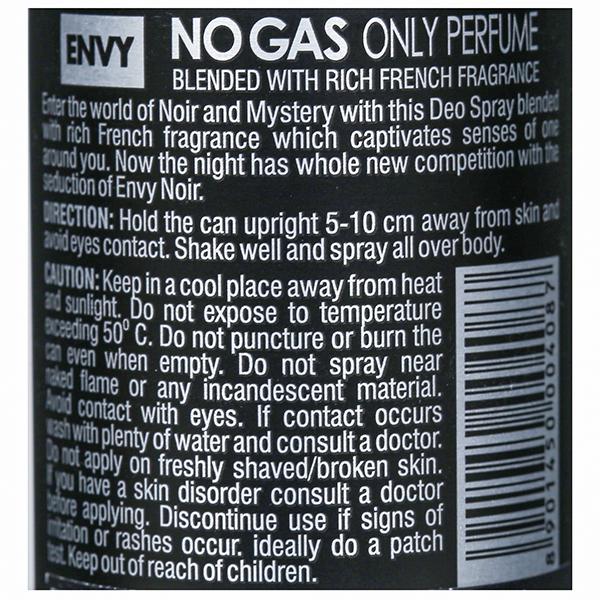 ENVY
NO GAS ONLY PERFUME
BLENDED WITH RICH FRENCH FRAGRANCE
Enter the world of Noir and Mystery with this Deo Spray blended
with rich French fragrance which captivates senses of one
around you. Now the night has whole new competition with the
seduction of Envy Noir.
DIRECTION: Hold the can upright 5-10 cm away from skin and
avoid eyes contact. Shake well and spray all over body.
CAUTION: Keep in a cool place away from heat
and sunlight. Do not expose to temperature
exceeding 50° C. Do not puncture or burn the
can even when empty. Do not spray near
naked flame or any incandescent material.
Avoid contact with eyes. If contact occurs
wash with plenty of water and consult a doctor.
Do not apply on freshly shaved/broken skin.
If you have a skin disorder consult a doctor
before applying. Discontinue use if signs of
irritation or rashes occur. ideally do a patch
test. Keep out of reach of children.
8901450004087